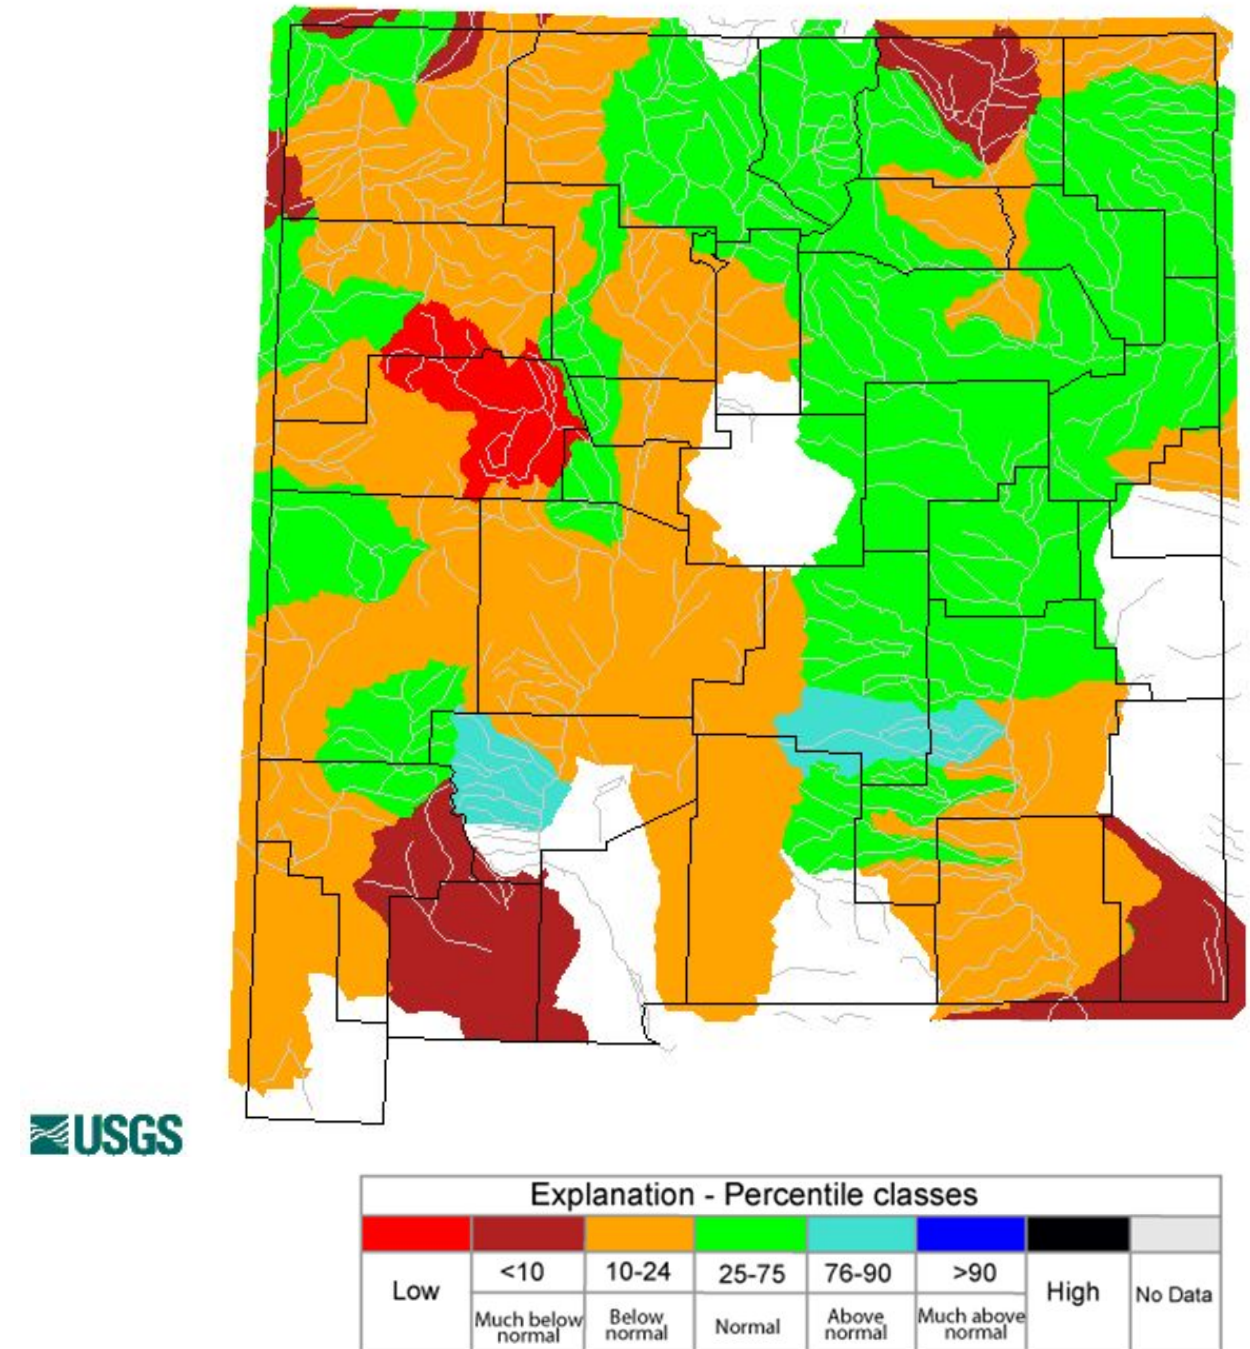 USGS
Explanation - Percentile classes
Low <10 10-24 25-75 76-90 >90 High No Data
Much below normal Below normal Normal Above normal Much above normal